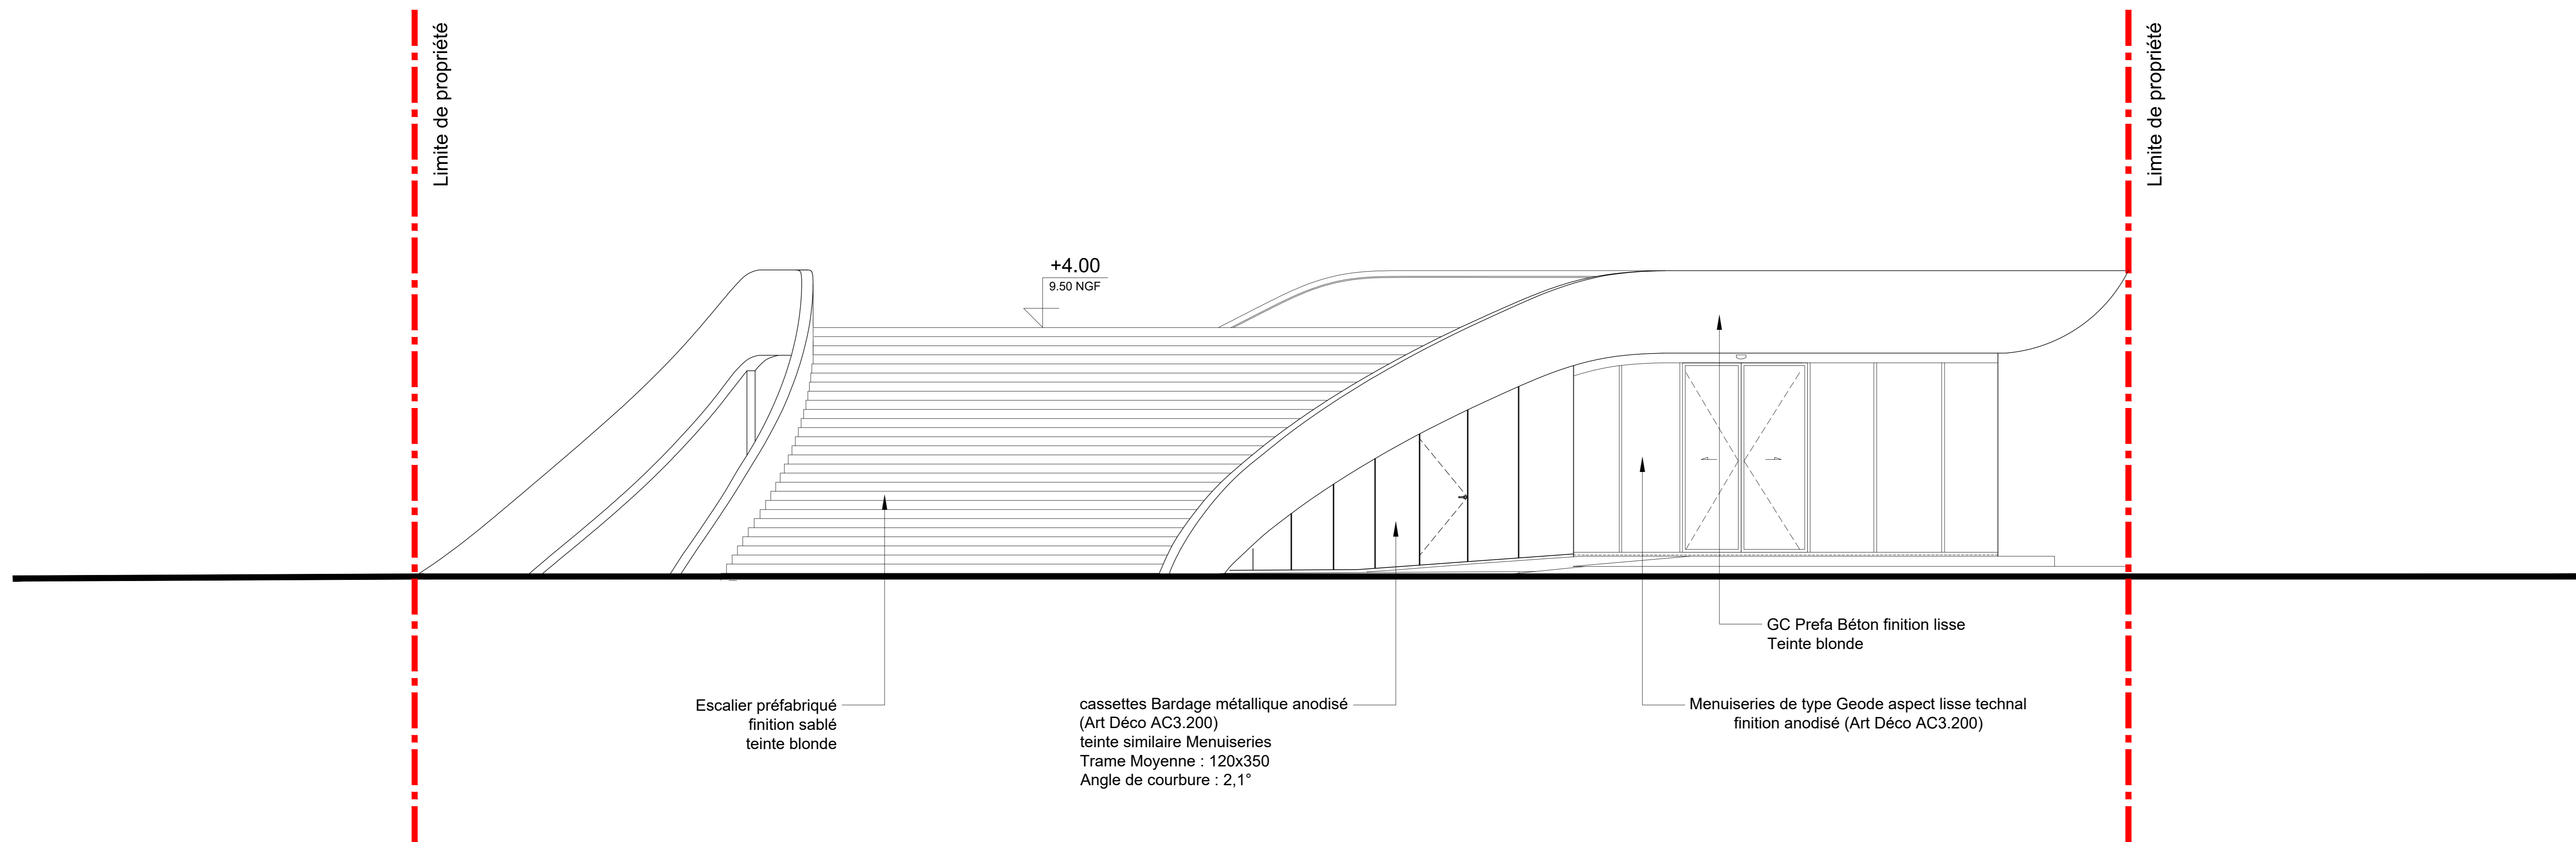 Limite de propriété
Limite de propriété
+4.00
9.50 NGF
GC Prefa Béton finition lisse
Teinte blonde
Escalier préfabriqué
finition sablé
teinte blonde
cassettes Bardage métallique anodisé
(Art Déco AC3.200)
teinte similaire Menuiseries
Trame Moyenne : 120x350
Angle de courbure : 2,1°
Menuiseries de type Geode aspect lisse technal
finition anodisé (Art Déco AC3.200)